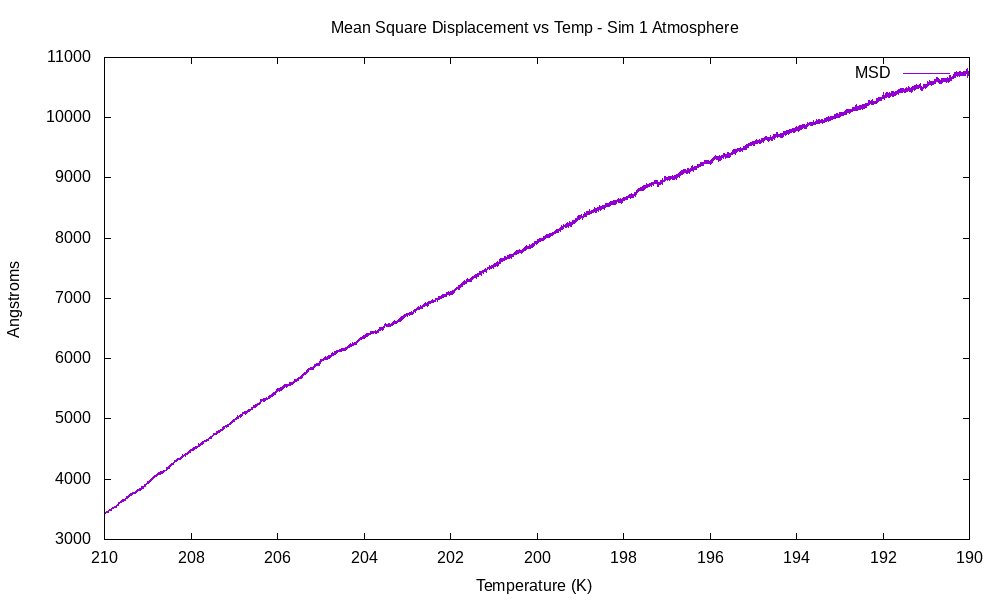 Mean Square Displacement vs Temp - Sim 1 Atmosphere
11000
MSD
10000
9000
8000
7000
6000
5000
4000
3000
Angstroms
210 208 206 204 202 200 198 196 194 192 190
Temperature (K)